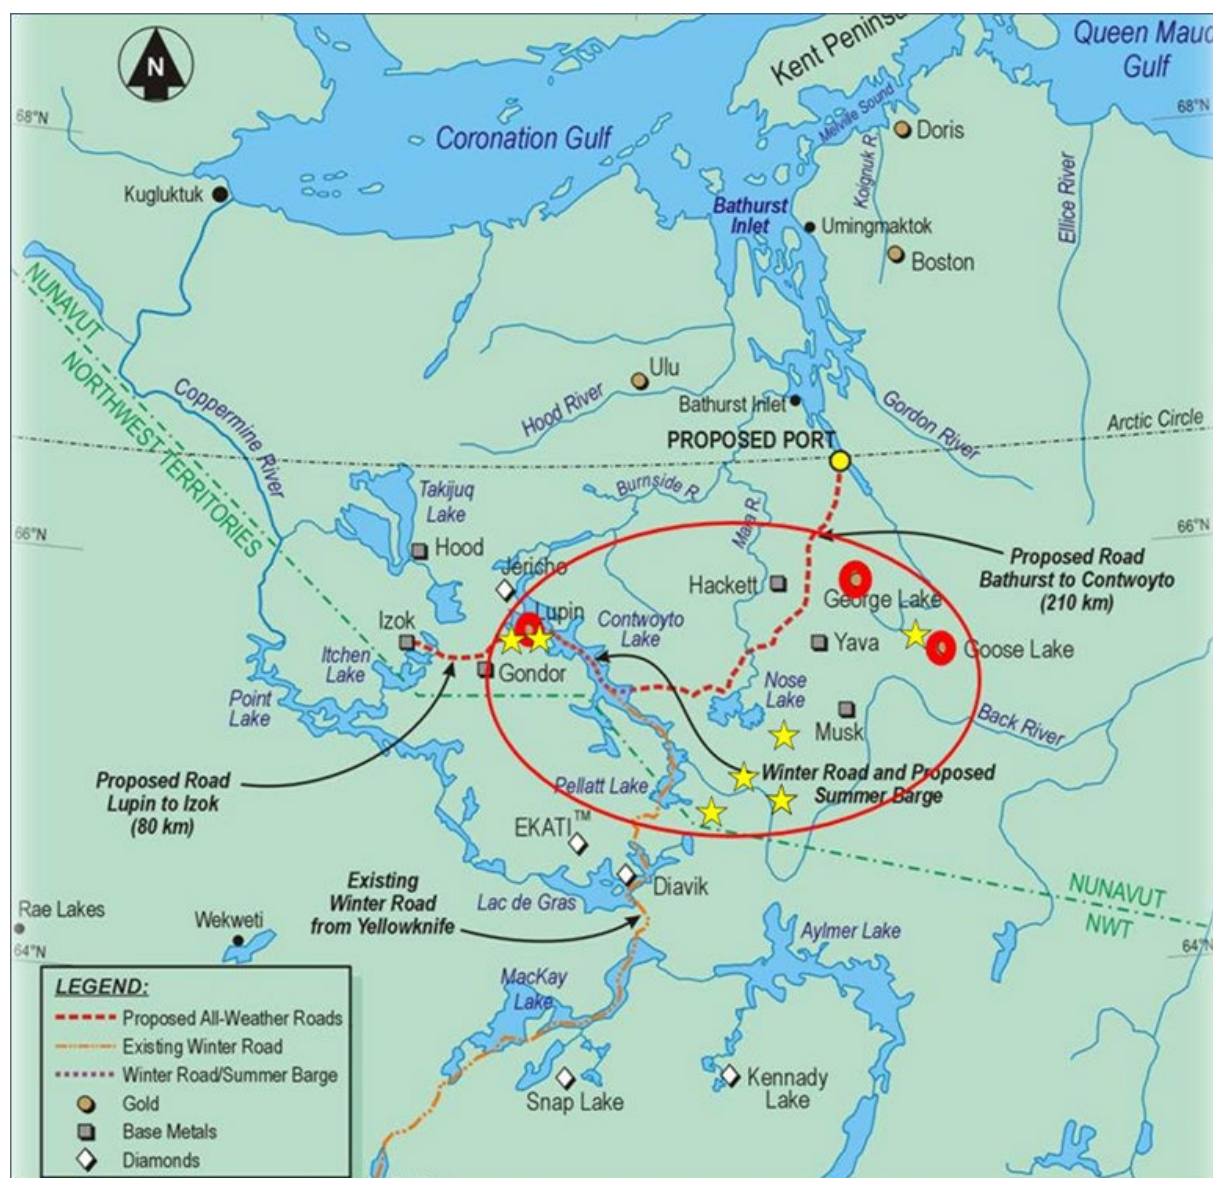 N
Kent Peninsu
Queen Maud
Gulf
68°N
68°N
Melville Sound
Doris
Coronation Gulf
Koignuk R.
Kugluktuk
Bathurst
Inlet
Umingmaktok
Ellice River
Boston
NUNAVUT
NORTHWEST TERRITORIES
Ulu
Coppermine River
Hood River
Bathurst Inlet
Gordon River
Arctic Circle
PROPOSED PORT
Takijuq
Lake
Burnside R.
Mara R.
66°N
66°N
Hood
Proposed Road
Bathurst to Contwoyto
(210 km)
Jericho
Hackett
George Lake
Lupin
Contwoyto
Lake
Izok
Yava
Goose Lake
Itchen
Lake
Gondor
Nose
Lake
Point
Lake
Back River
Musk
Proposed Road
Lupin to Izok
(80 km)
Pellatt Lake
Winter Road and Proposed
Summer Barge
EKATI™
Existing
Winter Road
from Yellowknife
Diavik
Lac de Gras
NUNAVUT
NWT
Rae Lakes
Wekweti
Aylmer Lake
64°N
64°N
MacKay
Lake
LEGEND:
Proposed All-Weather Roads
Existing Winter Road
Winter Road/Summer Barge
Gold
Base Metals
Diamonds
Snap Lake
Kennady
Lake